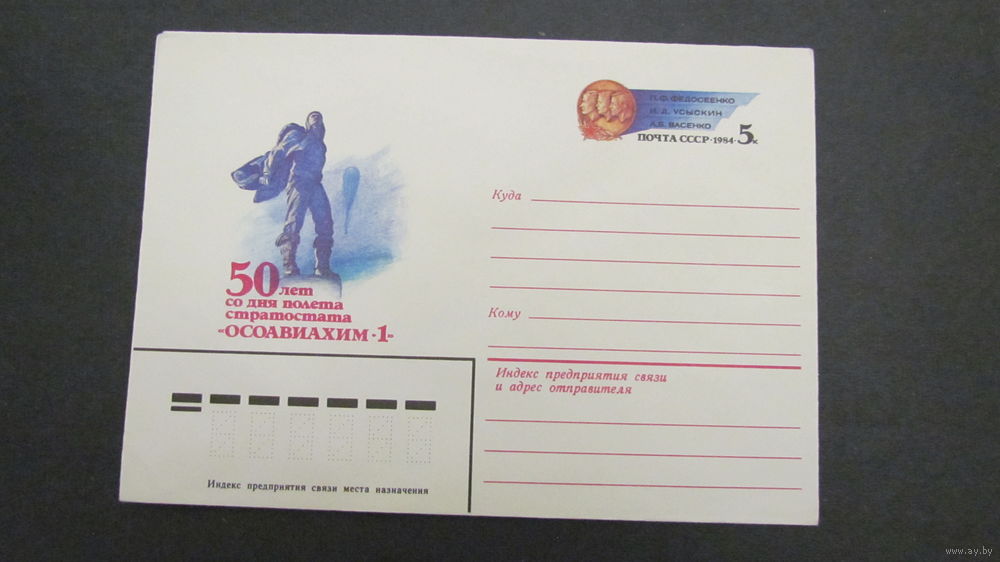 П.Ф. ФЕДОСЕЕНКО
И.Д. УСЫСКИН
А.Б. ВАСЕНКО
ПОЧТА СССР·1984· 5к
50 лет
со дня полета
стратостата
«ОСОАВИАХИМ-1»
Куда
Кому
Индекс предприятия связи
и адрес отправителя
Индекс предприятия связи места назначения
www.ay.by